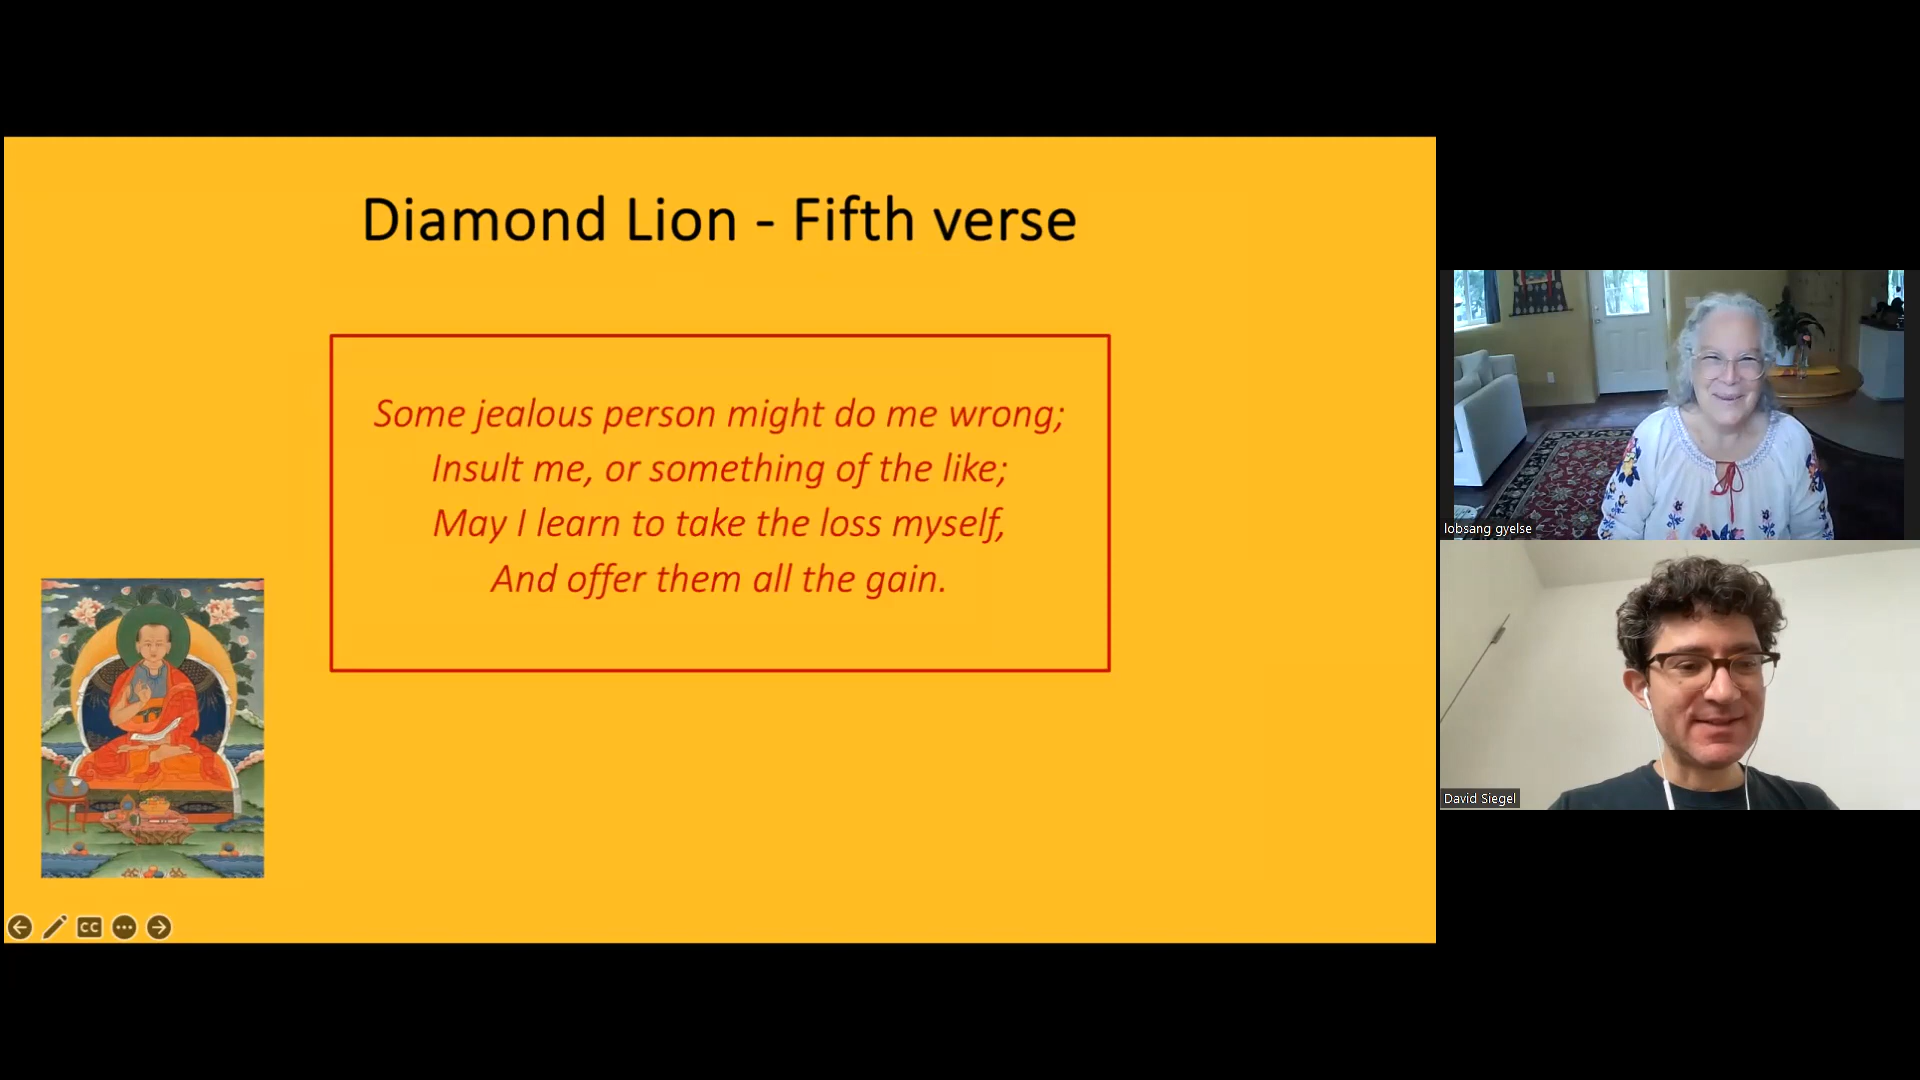 Diamond Lion - Fifth verse
Some jealous person might do me wrong;
Insult me, or something of the like;
May I learn to take the loss myself,
And offer them all the gain.
CC
lobsang gyelse
David Siegel